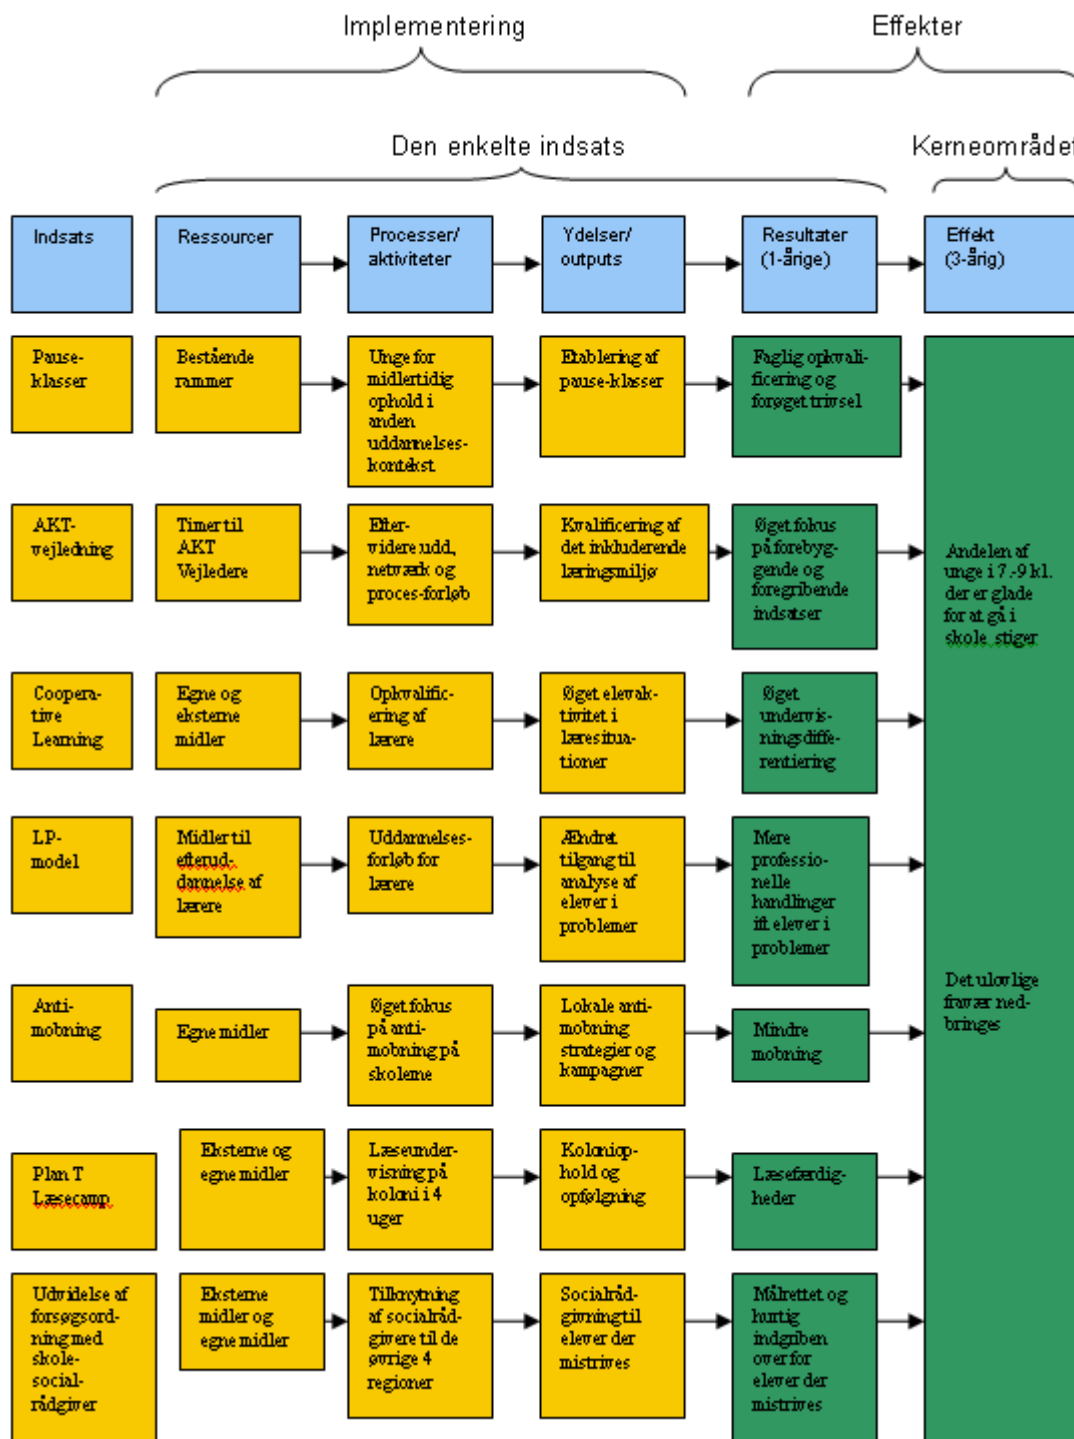 Implementering
Effekter
Den enkelte indsats
Kerneområdet
Indsats
Ressourcer
Processer/
aktiviteter
Ydelser/
outputs
Resultater
(1-årige)
Effekt
(3-årig)
Pause-
klasser
Bestående
rammer
Unge for
midlertidig
ophold i
anden
uddannelses-
kontekst
Etablering af
pause-klasser
Faglig opkvali-
ficering og
forøget trivsel
AKT-
vejledning
Timer til
AKT
Vejledere
Efter-
videre udd,
netværk og
proces-forløb
Kvalificering af
det inkluderende
læringsmiljø
Øget fokus
på forebyg-
gende og
foregribende
indsatser
Andelen af
unge i 7.-9 kl.
der er glade
for at gå i
skole stiger
Coopera-
tive
Learning
Egne og
eksterne
midler
Opkvalific-
ering af
lærere
Øget elevak-
tivitet i
læresitua-
tioner
Øget
undervis-
ningsdiffe-
rentiering
LP-
model
Midler til
efterud-
dannelse af
lærere
Uddannelses-
forløb for
lærere
Ændret
tilgang til
analyse af
elever i
problemer
Mere
professio-
nelle
handlinger
ift elever i
problemer
Det ulovlige
fravær ned-
bringes
Anti-
mobning
Egne midler
Øget fokus
på anti-
mobning på
skolerne
Lokale anti-
mobning
strategier og
kampagner
Mindre
mobning
Plan T
Læsecamp
Eksterne og
egne midler
Læseunder-
visning på
koloni i 4
uger
Koloniop-
hold og
opfølgning
Læsefærdig-
heder
Udvidelse af
forsøgsord-
ning med
skole-
social-
rådgiver
Eksterne
midler og
egne midler
Tilknytning
af socialråd-
givere til de
øvrige 4
regioner
Socialråd-
givning til
elever der
mistrives
Målrettet og
hurtig
indgriben
over for
elever der
mistrives